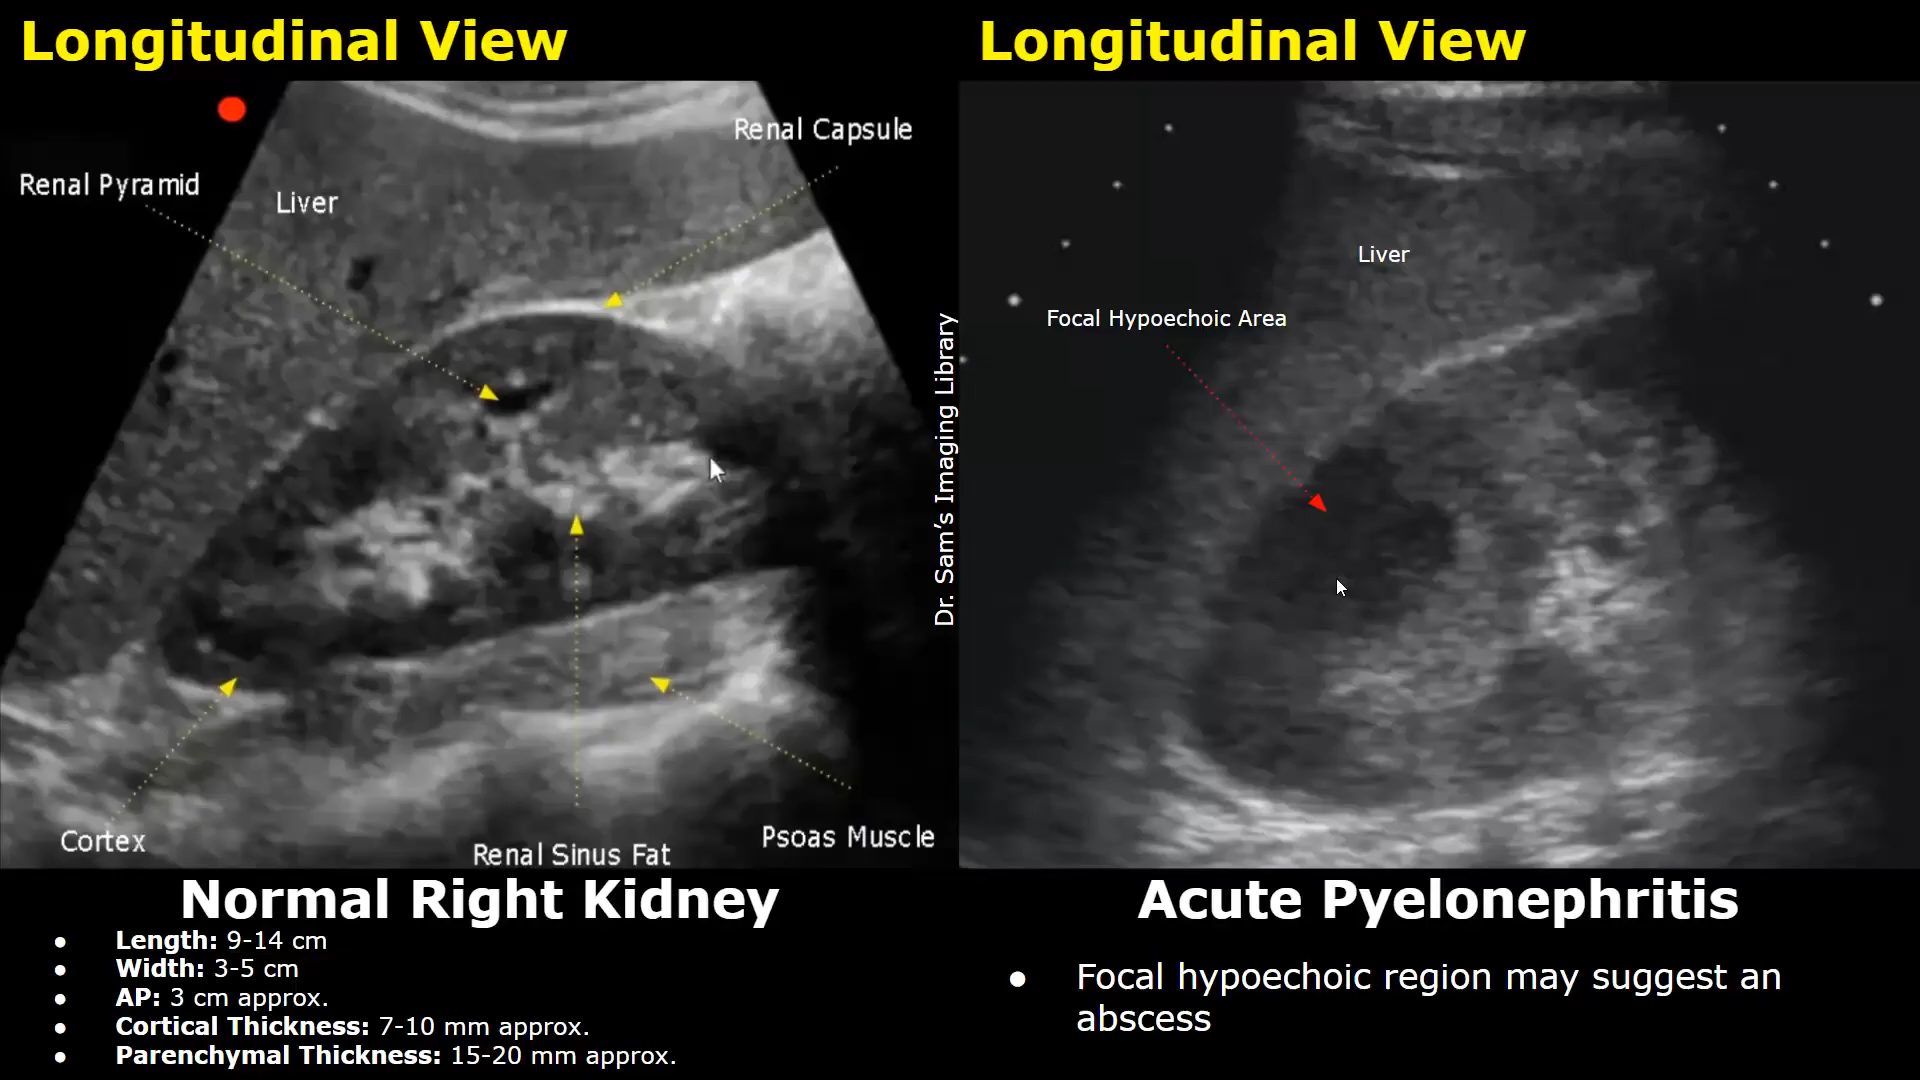 Longitudinal View
Renal Capsule
Renal Pyramid
Liver
Cortex
Renal Sinus Fat
Psoas Muscle
Normal Right Kidney
● Length: 9-14 cm
● Width: 3-5 cm
● AP: 3 cm approx.
● Cortical Thickness: 7-10 mm approx.
● Parenchymal Thickness: 15-20 mm approx.
Dr. Sam's Imaging Library
Longitudinal View
Liver
Focal Hypoechoic Area
Acute Pyelonephritis
● Focal hypoechoic region may suggest an
abscess